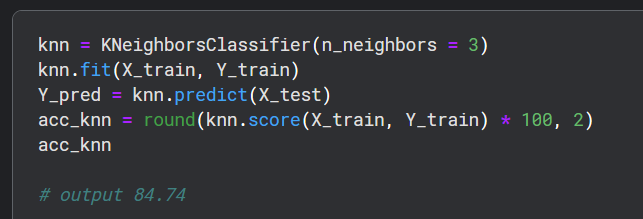 knn = KNeighborsClassifier(n_neighbors = 3)
knn.fit(X_train, Y_train)
Y_pred = knn.predict(X_test)
acc_knn = round(knn.score(X_train, Y_train) * 100, 2)
acc_knn
# output 84.74